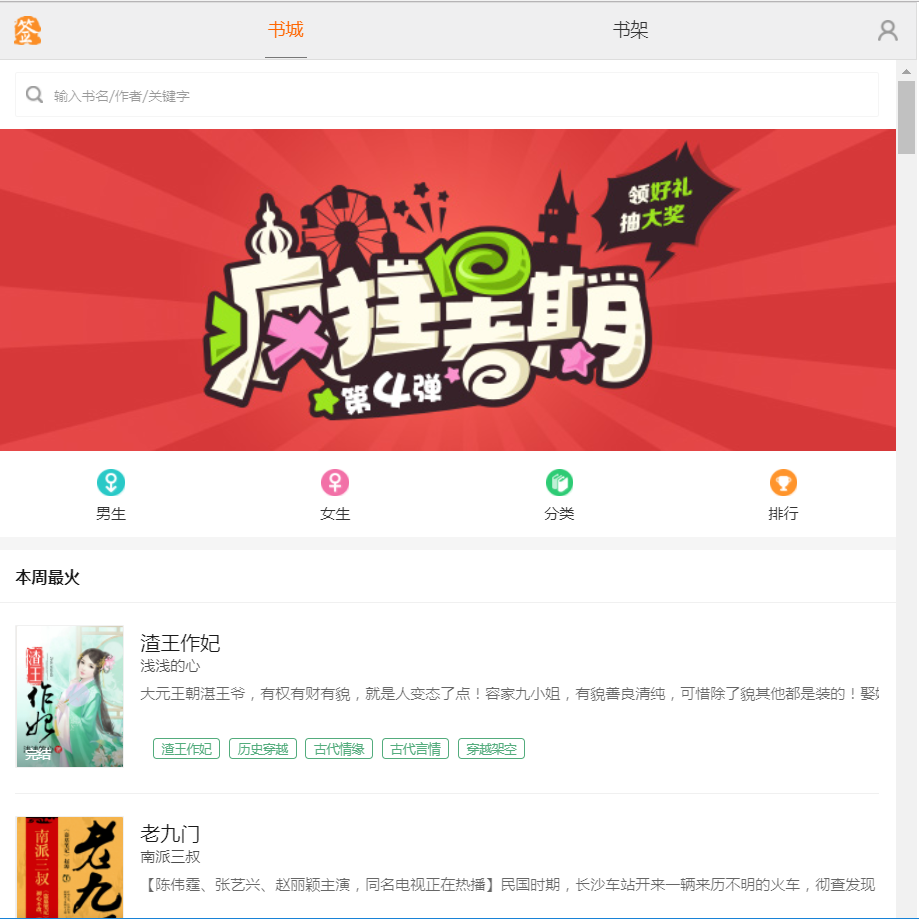 签
书城
书架
输入书名/作者/关键字
领好礼
抽大奖
疯狂暑期
第4弹
男生
女生
分类
排行
本周最火
渣王
作妃
完结
渣王作妃
浅浅的心
大元王朝湛王爷，有权有财有貌，就是人变态了点！容家九小姐，有貌善良清纯，可惜除了貌其他都是装的！娶
渣王作妃
历史穿越
古代情缘
古代言情
穿越架空
南派三叔
老九
老九门
南派三叔
【陈伟霆、张艺兴、赵丽颖主演，同名电视正在热播】民国时期，长沙车站开来一辆来历不明的火车，彻查发现